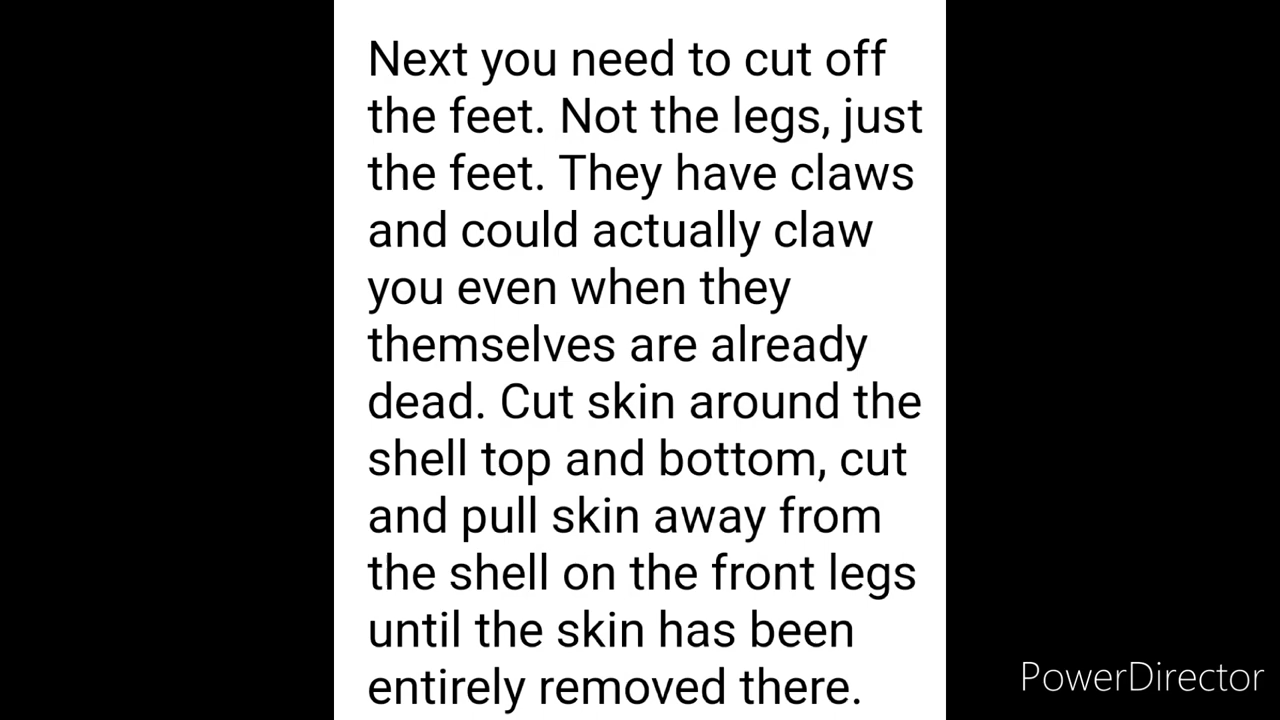 Next you need to cut off
the feet. Not the legs, just
the feet. They have claws
and could actually claw
you even when they
themselves are already
dead. Cut skin around the
shell top and bottom, cut
and pull skin away from
the shell on the front legs
until the skin has been
entirely removed there.
PowerDirector